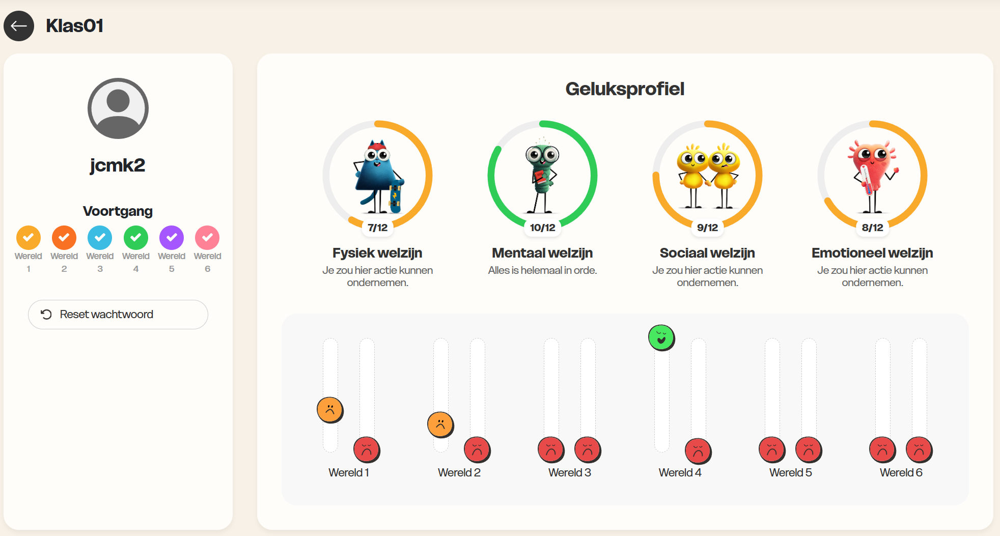 Klas01
jcmk2
Voortgang
Wereld 1
Wereld 2
Wereld 3
Wereld 4
Wereld 5
Wereld 6
Reset wachtwoord
Geluksprofiel
7/12
Fysiek welzijn
Je zou hier actie kunnen
ondernemen.
10/12
Mentaal welzijn
Alles is helemaal in orde.
9/12
Sociaal welzijn
Je zou hier actie kunnen
ondernemen.
8/12
Emotioneel welzijn
Je zou hier actie kunnen
ondernemen.
Wereld 1
Wereld 2
Wereld 3
Wereld 4
Wereld 5
Wereld 6